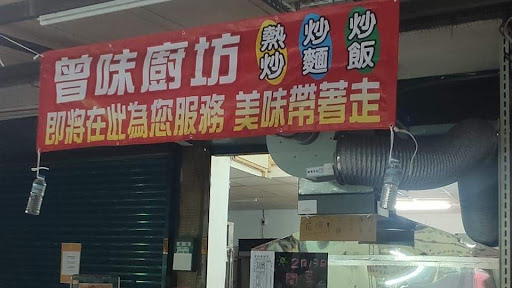 曾味廚坊
熱炒
炒麵
炒飯
即將在此為您服務 美味帶著走